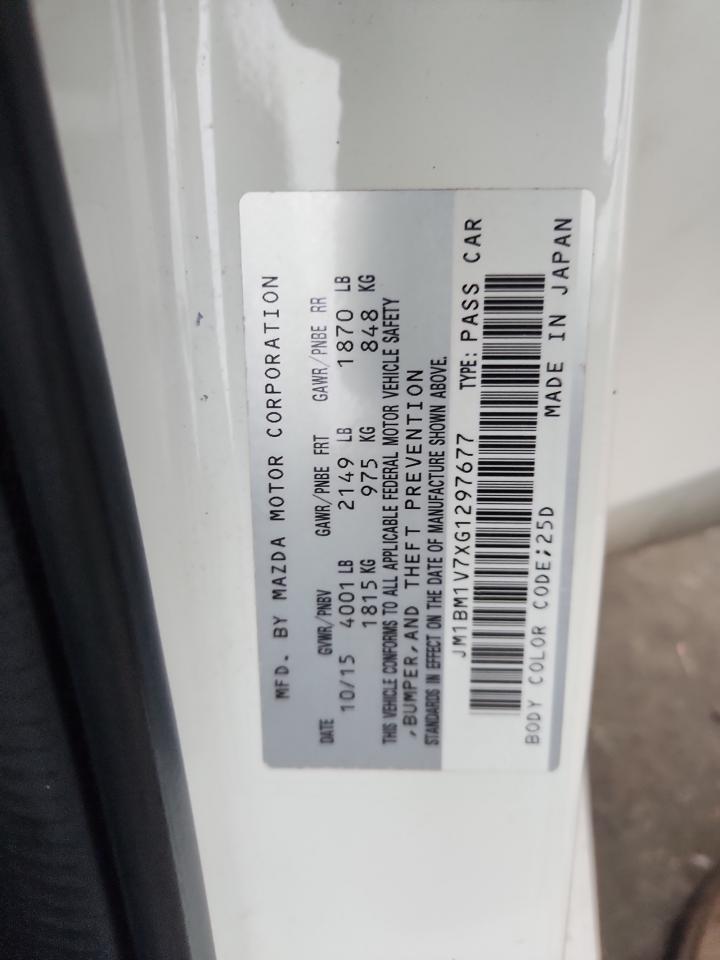 MFD. BY MAZDA MOTOR CORPORATION
DATE GVWR/PNBV GAWR/PNBE FRT GAWR/PNBE RR
10/15 4001 LB 2149 LB 1870 LB
1815 KG 975 KG 848 KG
THIS VEHICLE CONFORMS TO ALL APPLICABLE FEDERAL MOTOR VEHICLE SAFETY
,BUMPER,AND THEFT PREVENTION
STANDARDS IN EFFECT ON THE DATE OF MANUFACTURE SHOWN ABOVE.
JM1BM1V7XG1297677 TYPE: PASS CAR
BODY COLOR CODE;25D MADE IN JAPAN